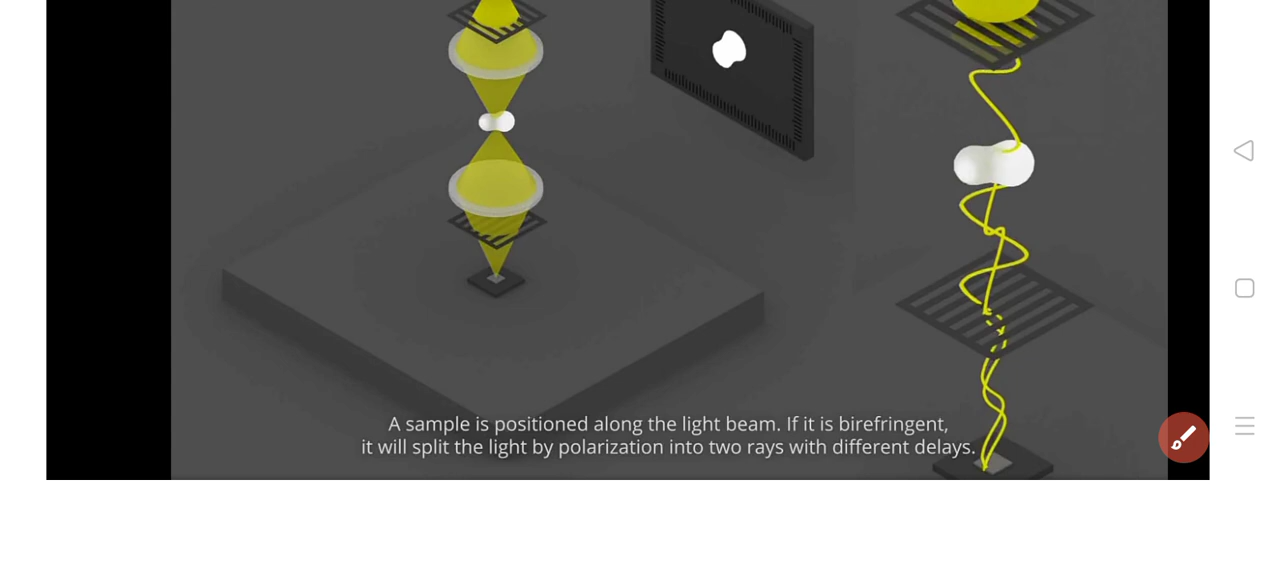 A sample is positioned along the light beam. If it is birefringent,
it will split the light by polarization into two rays with different delays.